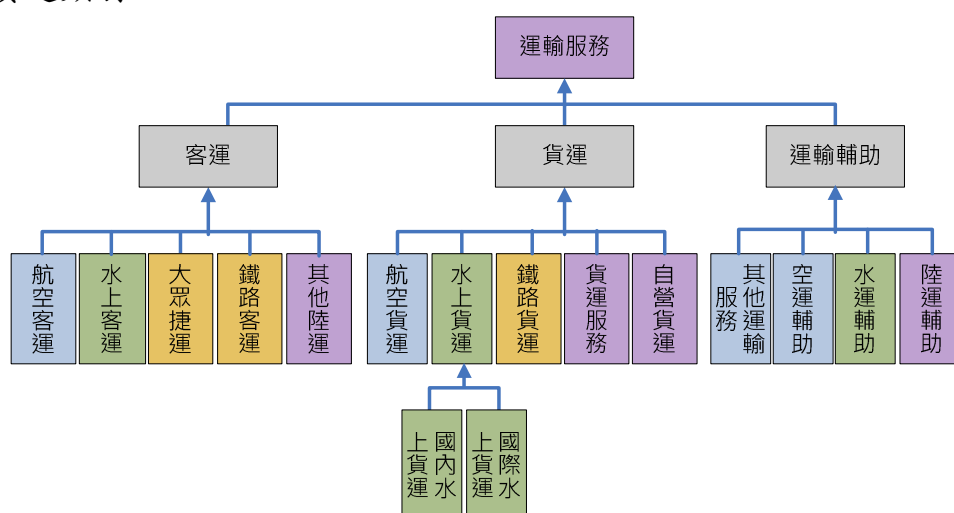 運輸服務
客運
貨運
運輸輔助
航空客運
水上客運
大眾捷運
鐵路客運
其他陸運
航空貨運
水上貨運
鐵路貨運
貨運服務
自營貨運
其他運輸
服務
空運輔助
水運輔助
陸運輔助
國內水
上貨運
國際水
上貨運